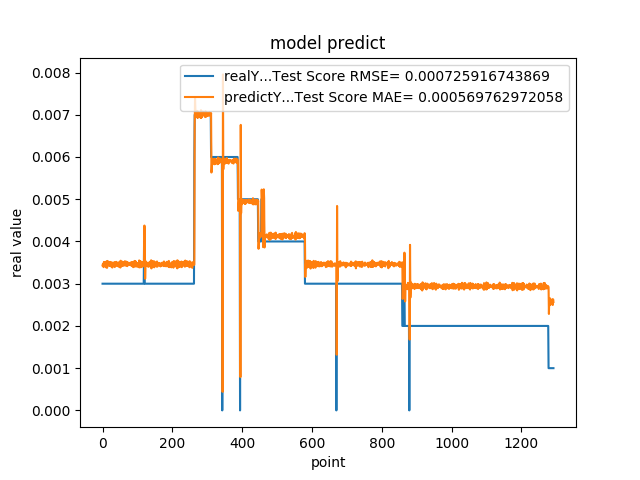 model predict
realY...Test Score RMSE= 0.000725916743869
predictY...Test Score MAE= 0.000569762972058
0.008
0.007
0.006
0.005
0.004
0.003
0.002
0.001
0.000
real value
0 200 400 600 800 1000 1200
point